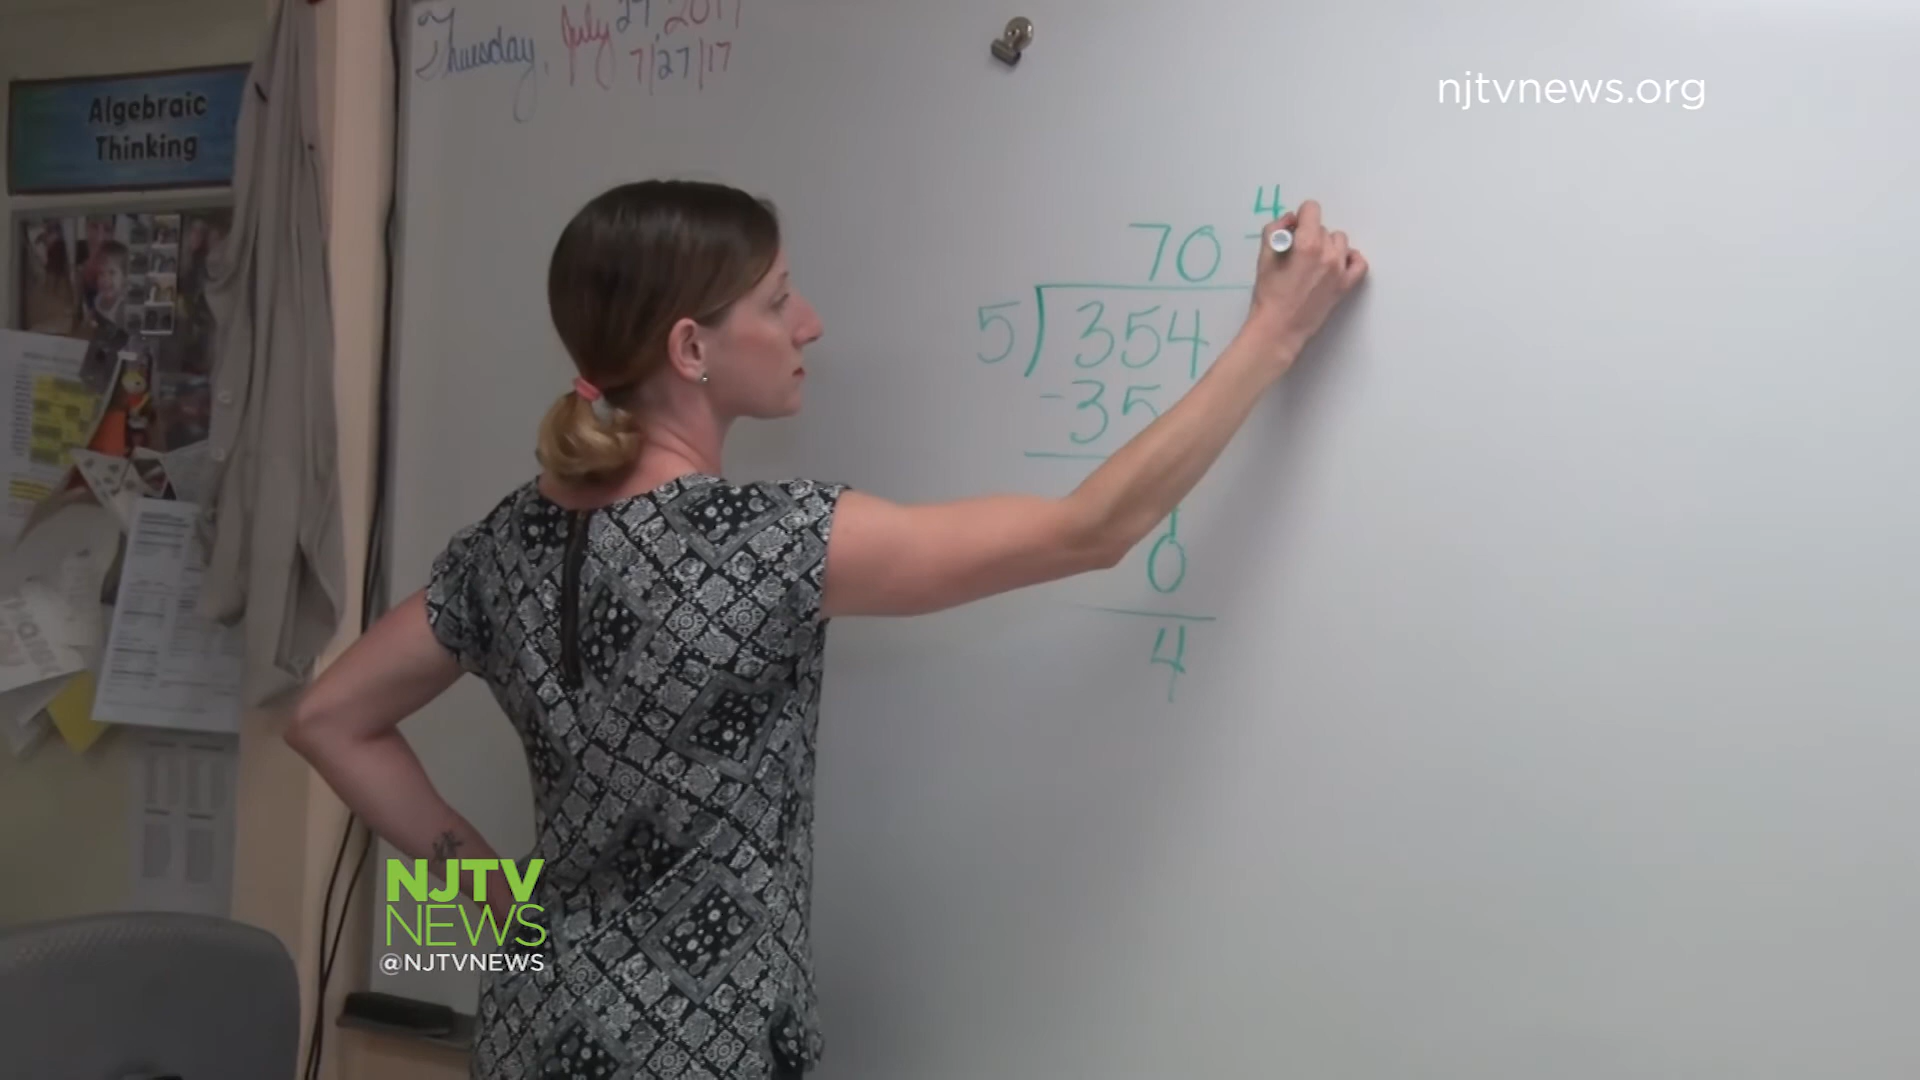 Thursday, July 27, 2017
7/27/17
njtvnews.org
Algebraic
Thinking
4
70
5)354
-35
0
4
NJTV
NEWS
@NJTVNEWS